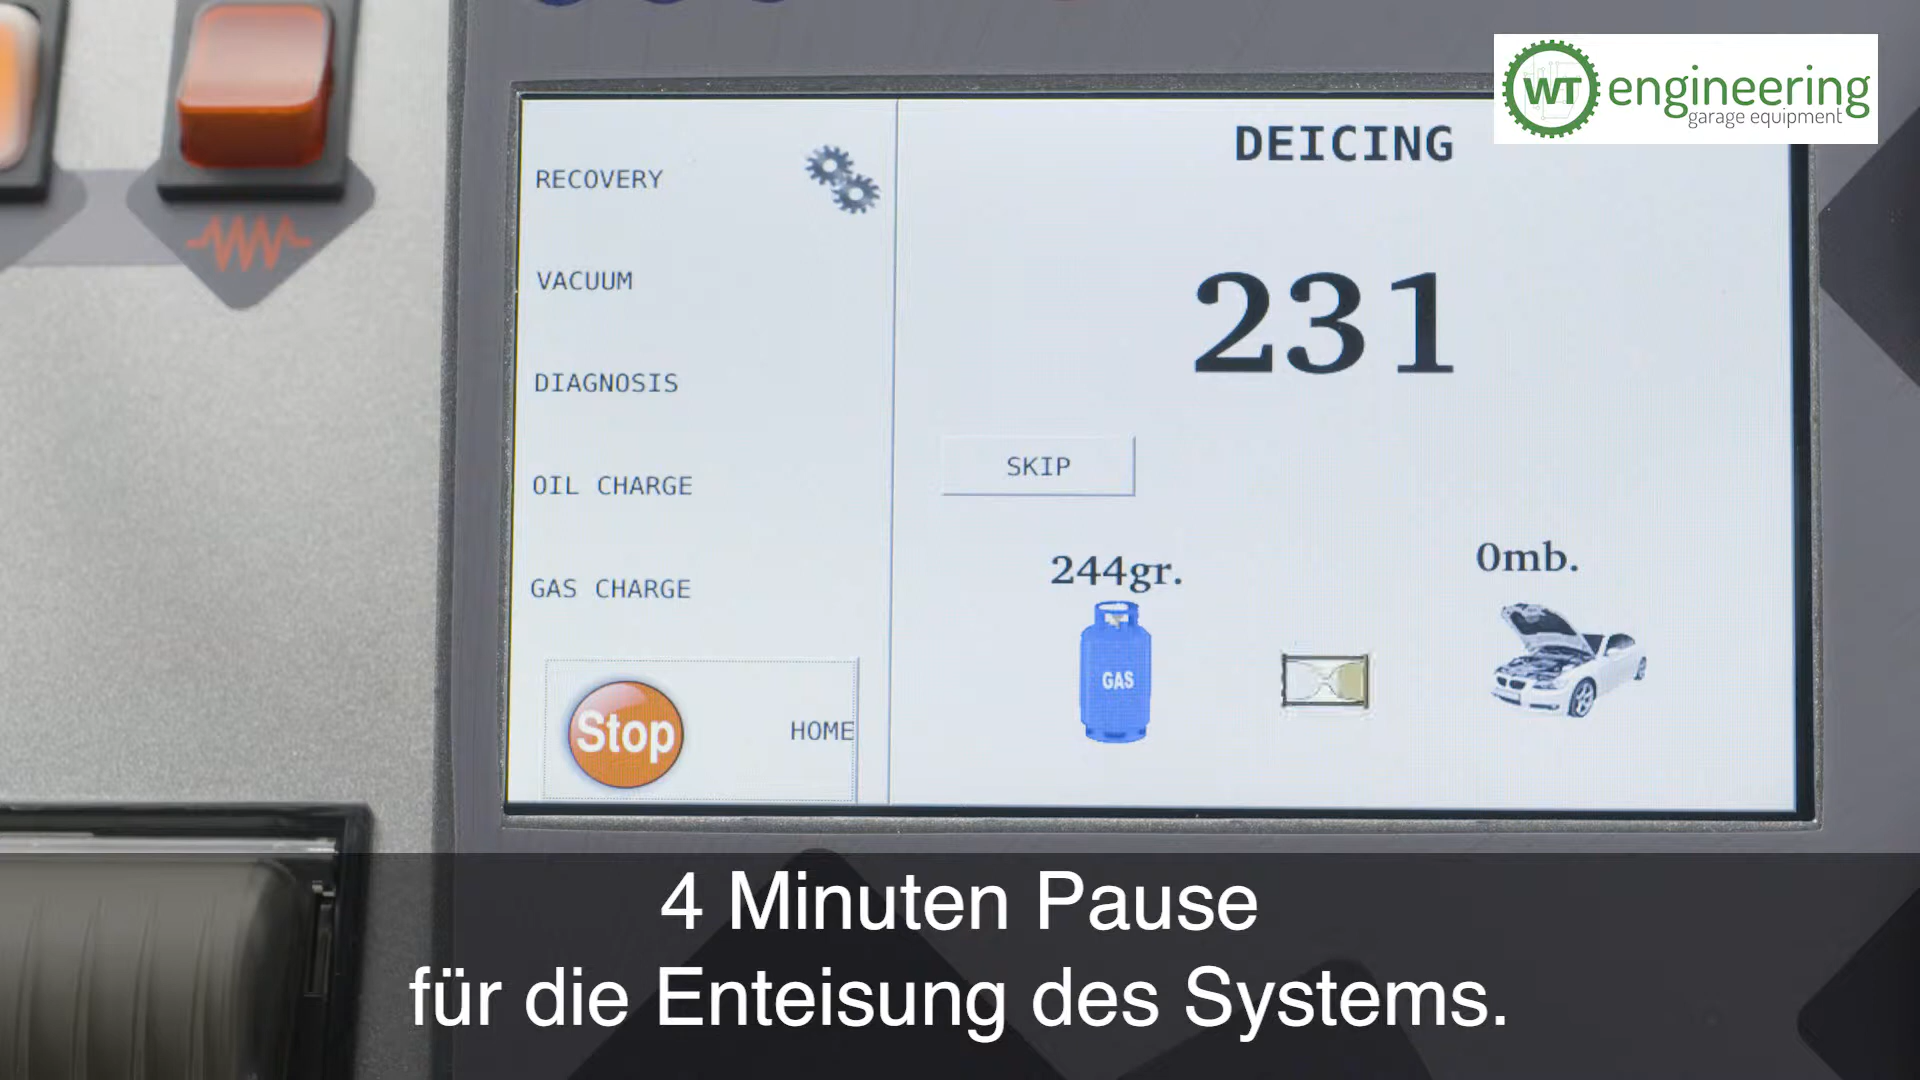 WT engineering
garage equipment
DEICING
RECOVERY
231
VACUUM
DIAGNOSIS
SKIP
OIL CHARGE
244gr.
0mb.
GAS CHARGE
GAS
Stop
HOME
4 Minuten Pause
für die Enteisung des Systems.